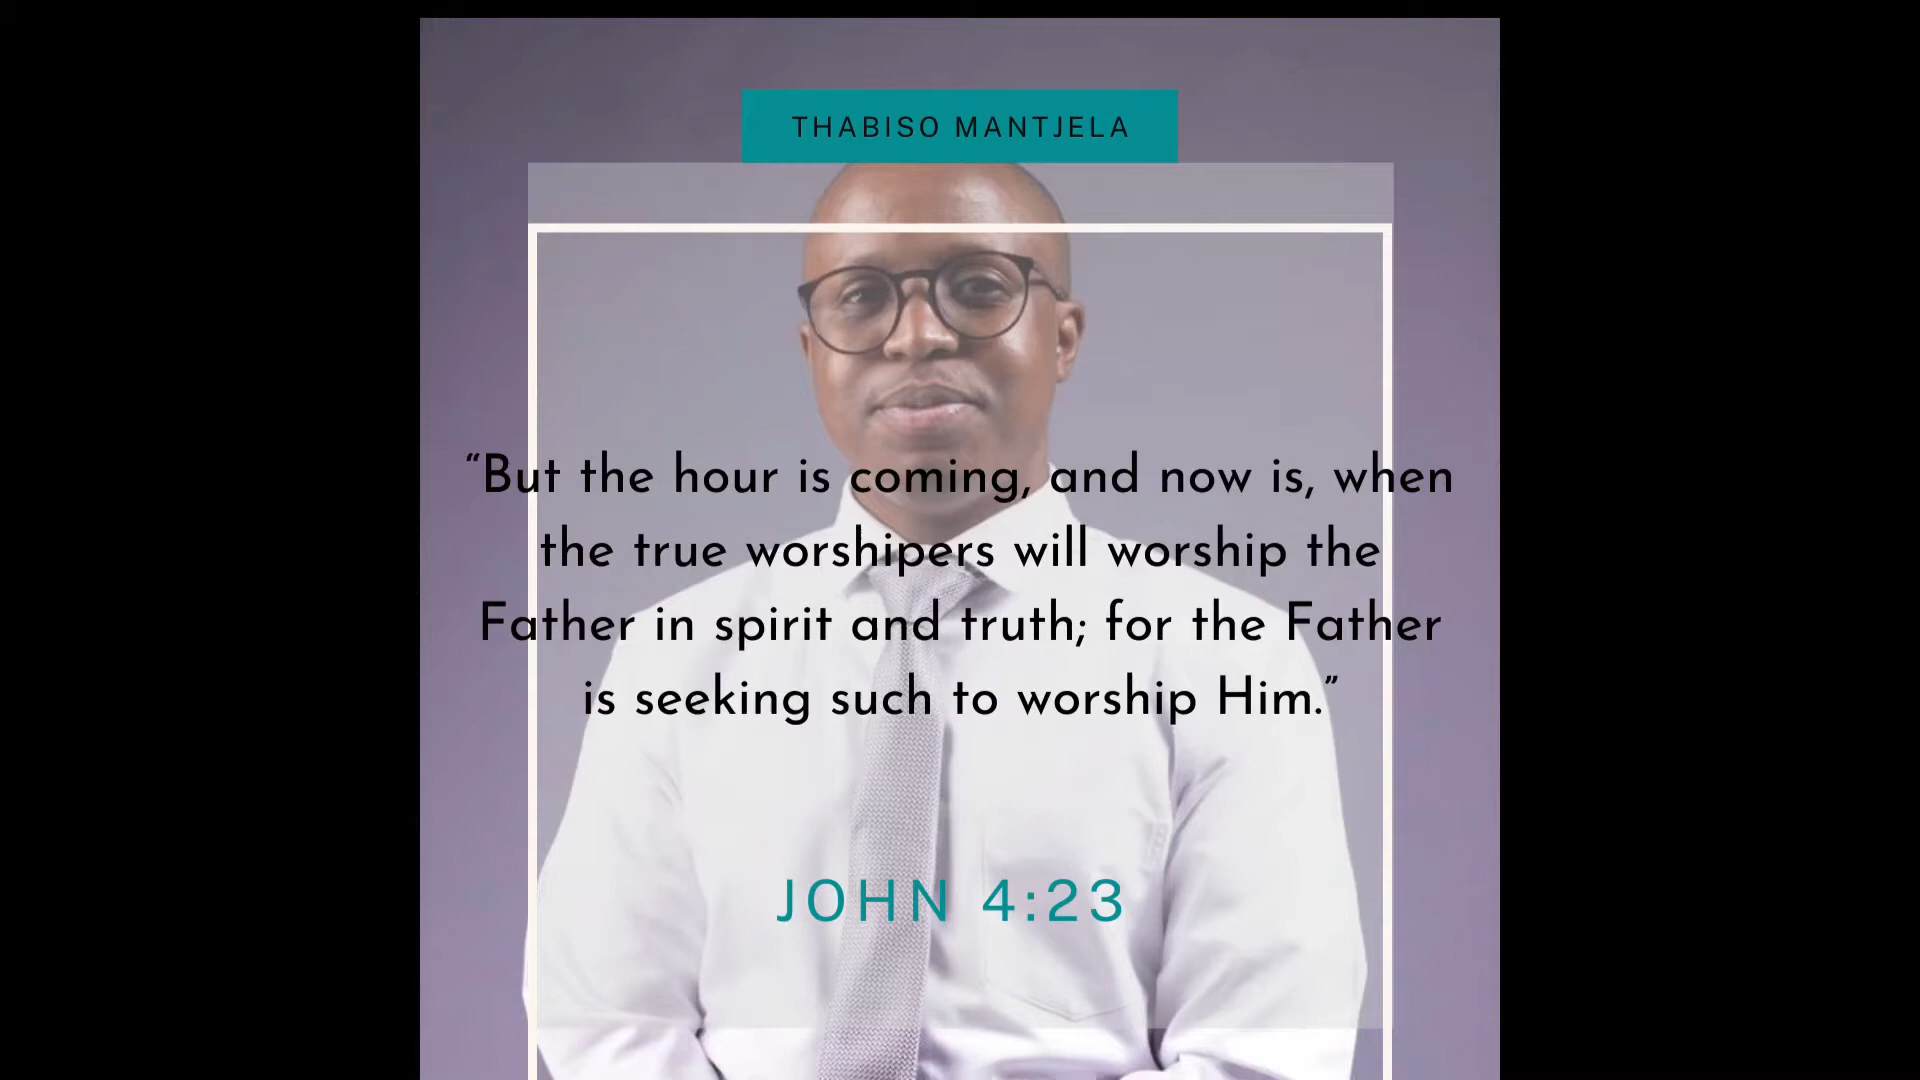 THABISO MANTJELA
“But the hour is coming, and now is, when
the true worshipers will worship the
Father in spirit and truth; for the Father
is seeking such to worship Him.”
JOHN 4:23